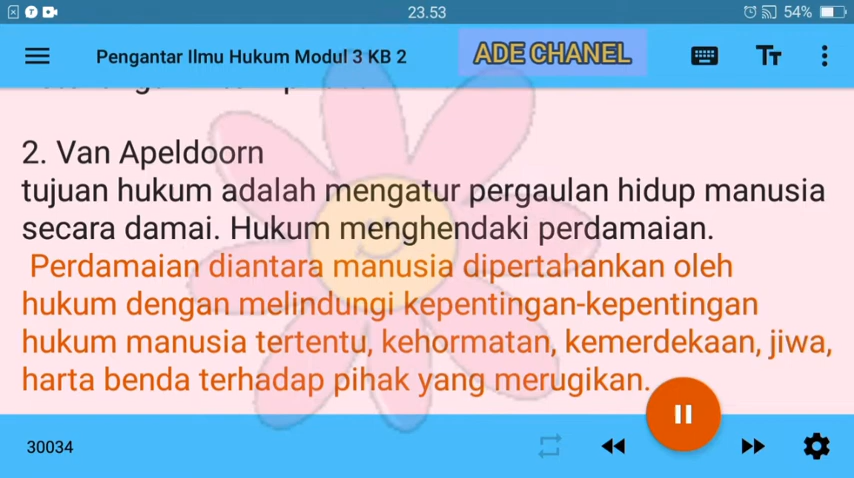 23.53
54%
Pengantar Ilmu Hukum Modul 3 KB 2
ADE CHANEL
2. Van Apeldoorn
tujuan hukum adalah mengatur pergaulan hidup manusia
secara damai. Hukum menghendaki perdamaian.
Perdamaian diantara manusia dipertahankan oleh
hukum dengan melindungi kepentingan-kepentingan
hukum manusia tertentu, kehormatan, kemerdekaan, jiwa,
harta benda terhadap pihak yang merugikan.
30034